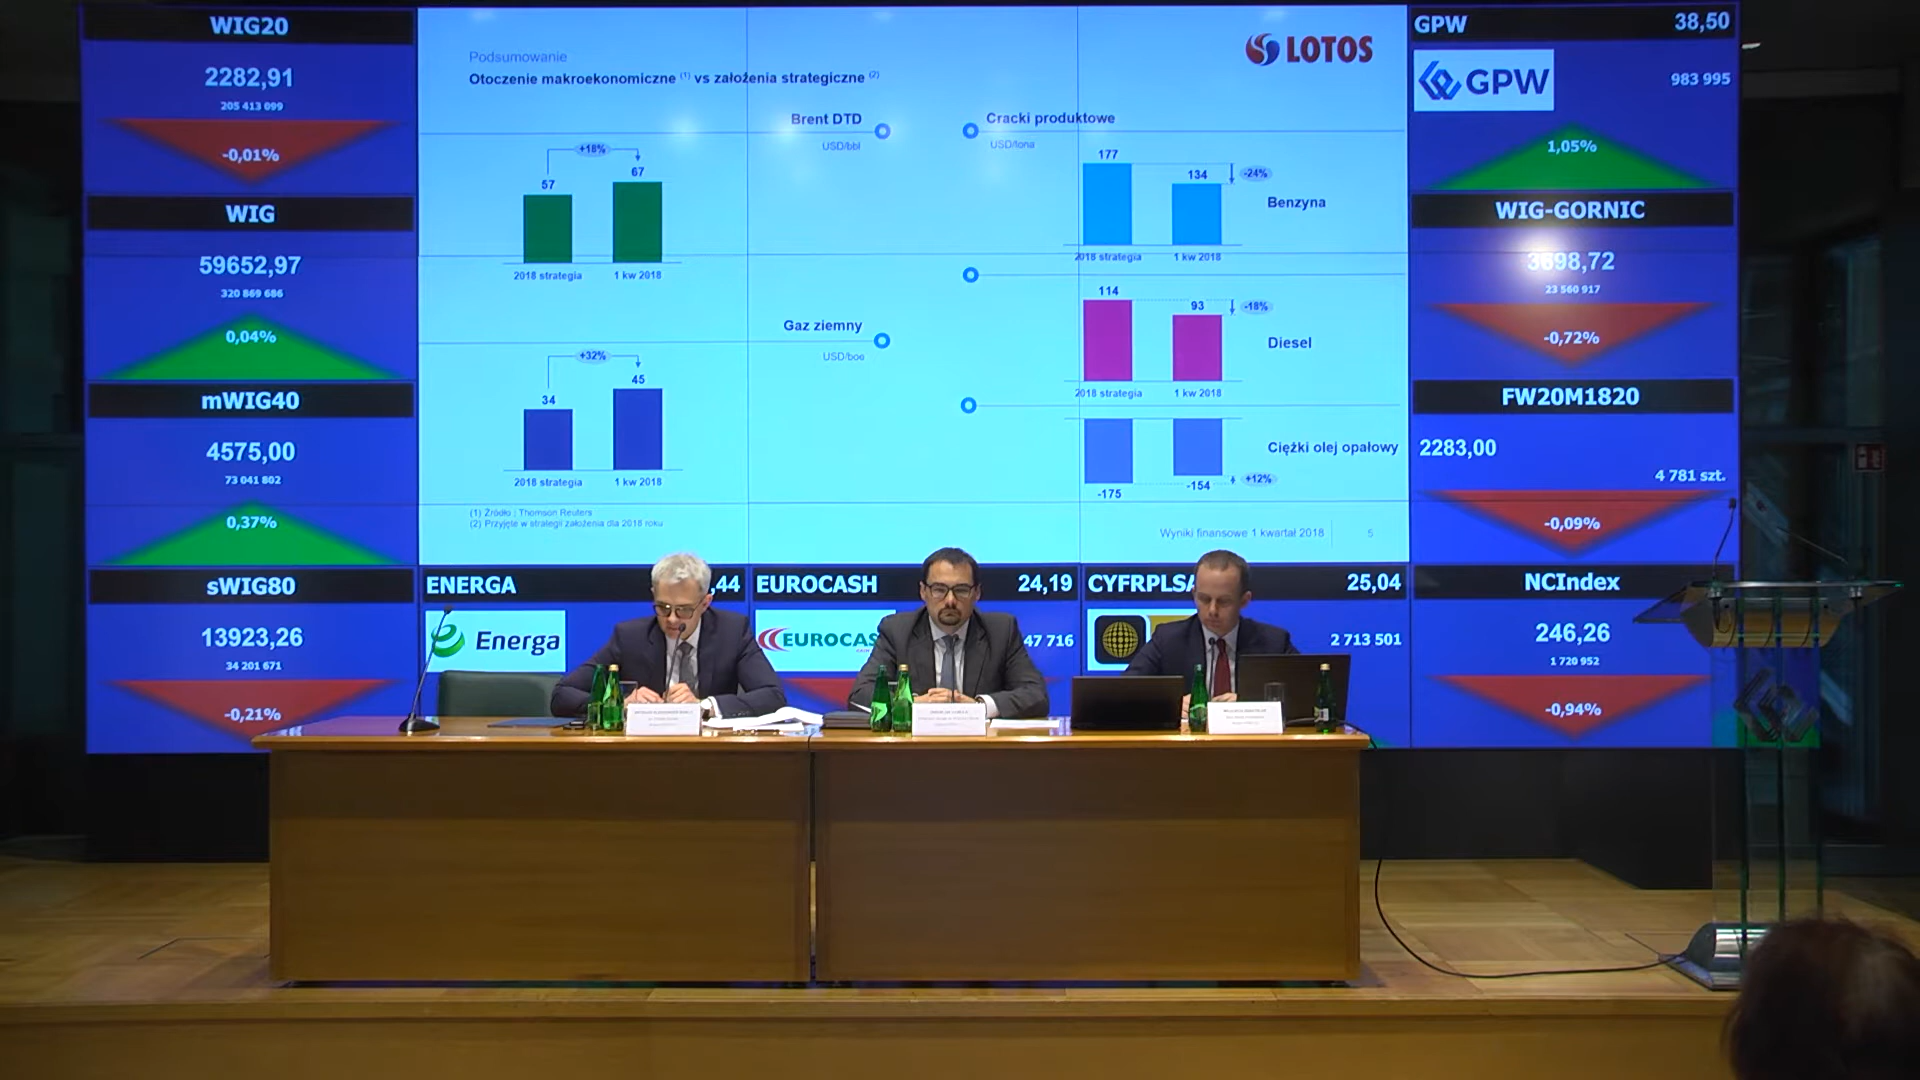 WIG20
2282,91
205 413 099
-0,01%
WIG
59652,97
320 869 686
0,04%
mWIG40
4575,00
73 041 802
0,37%
sWIG80
13923,26
34 201 671
-0,21%
Podsumowanie
Otoczenie makroekonomiczne (1) vs założenia strategiczne (2)
LOTOS
Brent DTD
USD/bbl
+18%
57
67
2018 strategia
1 kw 2018
Gaz ziemny
USD/boe
+32%
34
45
2018 strategia
1 kw 2018
(1) Źródło : Thomson Reuters
(2) Przyjęte w strategii założenia dla 2018 roku
Cracki produktowe
USD/tona
177
134
-24%
Benzyna
2018 strategia
1 kw 2018
114
93
-18%
Diesel
2018 strategia
1 kw 2018
Ciężki olej opałowy
-175
-154
+12%
Wyniki finansowe 1 kwartał 2018
5
ENERGA
,44
Energa
EUROCASH
24,19
EUROCAS
47 716
CYFRPLSA
25,04
2 713 501
GPW
38,50
GPW
983 995
1,05%
WIG-GORNIC
3698,72
23 560 917
-0,72%
FW20M1820
2283,00
4 781 szt.
-0,09%
NCIndex
246,26
1 720 952
-0,94%